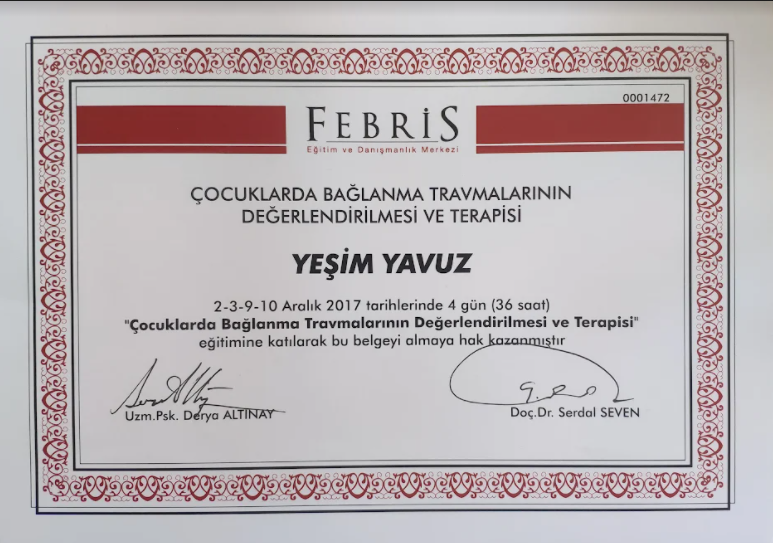 0001472
FEBRİS
Eğitim ve Danışmanlık Merkezi
ÇOCUKLARDA BAĞLANMA TRAVMALARININ
DEĞERLENDİRİLMESİ VE TERAPİSİ
YEŞİM YAVUZ
2-3-9-10 Aralık 2017 tarihlerinde 4 gün (36 saat)
"Çocuklarda Bağlanma Travmalarının Değerlendirilmesi ve Terapisi"
eğitimine katılarak bu belgeyi almaya hak kazanmıştır
Uzm.Psk. Derya ALTINAY
Doç.Dr. Serdal SEVEN